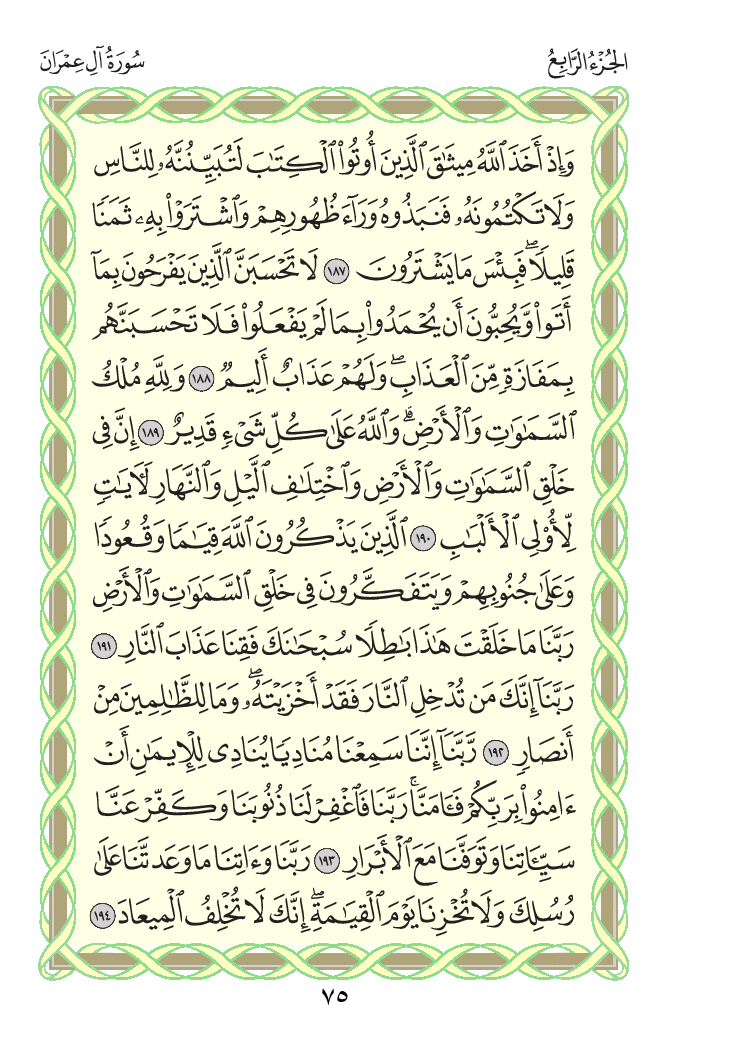 الجُزْءُ الرَّابِعُ
سُورَةُ آلِ عِمْرَانَ
وَإِذْ أَخَذَ ٱللَّهُ مِيثَٰقَ ٱلَّذِينَ أُوتُوا۟ ٱلْكِتَٰبَ لَتُبَيِّنُنَّهُۥ لِلنَّاسِ
وَلَا تَكْتُمُونَهُۥ فَنَبَذُوهُ وَرَآءَ ظُهُورِهِمْ وَٱشْتَرَوْا۟ بِهِۦ ثَمَنًا
قَلِيلًا ۖ فَبِئْسَ مَا يَشْتَرُونَ ١٨٧ لَا تَحْسَبَنَّ ٱلَّذِينَ يَفْرَحُونَ بِمَآ
أَتَوا۟ وَّيُحِبُّونَ أَن يُحْمَدُوا۟ بِمَا لَمْ يَفْعَلُوا۟ فَلَا تَحْسَبَنَّهُم
بِمَفَازَةٍ مِّنَ ٱلْعَذَابِ ۖ وَلَهُمْ عَذَابٌ أَلِيمٌ ١٨٨ وَلِلَّهِ مُلْكُ
ٱلسَّمَٰوَٰتِ وَٱلْأَرْضِ ۗ وَٱللَّهُ عَلَىٰ كُلِّ شَىْءٍ قَدِيرٌ ١٨٩ إِنَّ فِى
خَلْقِ ٱلسَّمَٰوَٰتِ وَٱلْأَرْضِ وَٱخْتِلَٰفِ ٱلَّيْلِ وَٱلنَّهَارِ لَءَايَٰتٍ
لِّأُو۟لِى ٱلْأَلْبَٰبِ ١٩٠ ٱلَّذِينَ يَذْكُرُونَ ٱللَّهَ قِيَٰمًا وَقُعُودًا
وَعَلَىٰ جُنُوبِهِمْ وَيَتَفَكَّرُونَ فِى خَلْقِ ٱلسَّمَٰوَٰتِ وَٱلْأَرْضِ
رَبَّنَا مَا خَلَقْتَ هَٰذَا بَٰطِلًا سُبْحَٰنَكَ فَقِنَا عَذَابَ ٱلنَّارِ ١٩١
رَبَّنَآ إِنَّكَ مَن تُدْخِلِ ٱلنَّارَ فَقَدْ أَخْزَيْتَهُۥ ۖ وَمَا لِلظَّٰلِمِينَ مِنْ
أَنصَارٍ ١٩٢ رَّبَّنَآ إِنَّنَا سَمِعْنَا مُنَادِيًا يُنَادِى لِلْإِيمَٰنِ أَنْ
ءَامِنُوا۟ بِرَبِّكُمْ فَـَٔامَنَّا ۚ رَبَّنَا فَٱغْفِرْ لَنَا ذُنُوبَنَا وَكَفِّرْ عَنَّا
سَيِّـَٔاتِنَا وَتَوَفَّنَا مَعَ ٱلْأَبْرَارِ ١٩٣ رَبَّنَا وَءَاتِنَا مَا وَعَدتَّنَا عَلَىٰ
رُسُلِكَ وَلَا تُخْزِنَا يَوْمَ ٱلْقِيَٰمَةِ ۖ إِنَّكَ لَا تُخْلِفُ ٱلْمِيعَادَ ١٩٤
٧٥